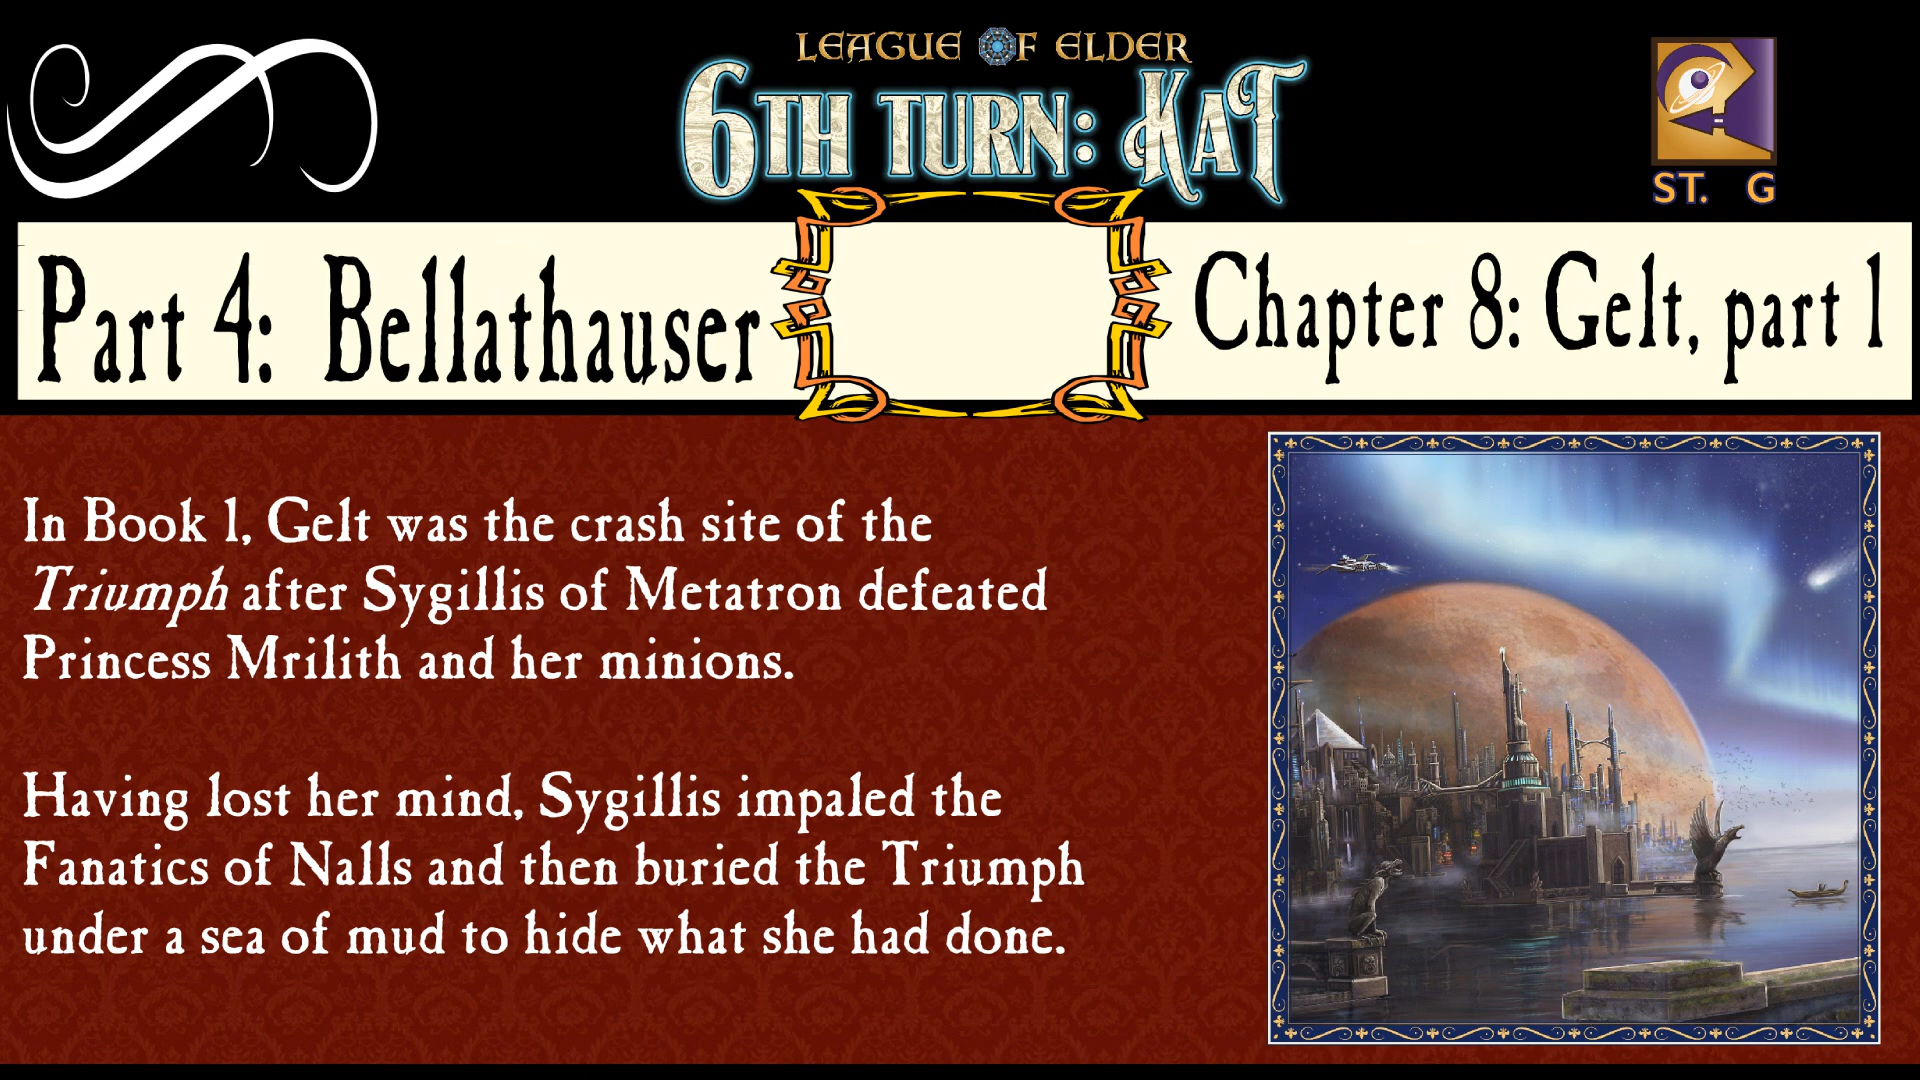 LEAGUE OF ELDER
6TH TURN: KAT
ST. G
Part 4: Bellathauser
Chapter 8: Gelt, part 1
In Book 1, Gelt was the crash site of the
Triumph after Sygillis of Metatron defeated
Princess Mrilith and her minions.
Having lost her mind, Sygillis impaled the
Fanatics of Nalls and then buried the Triumph
under a sea of mud to hide what she had done.